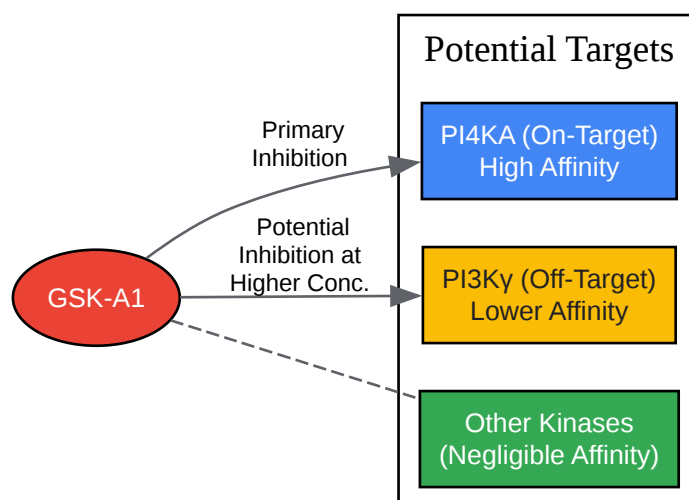 Potential Targets
Primary
Inhibition
PI4KA (On-Target)
High Affinity
Potential
Inhibition at
Higher Conc.
GSK-A1
PI3Kγ (Off-Target)
Lower Affinity
Other Kinases
(Negligible Affinity)